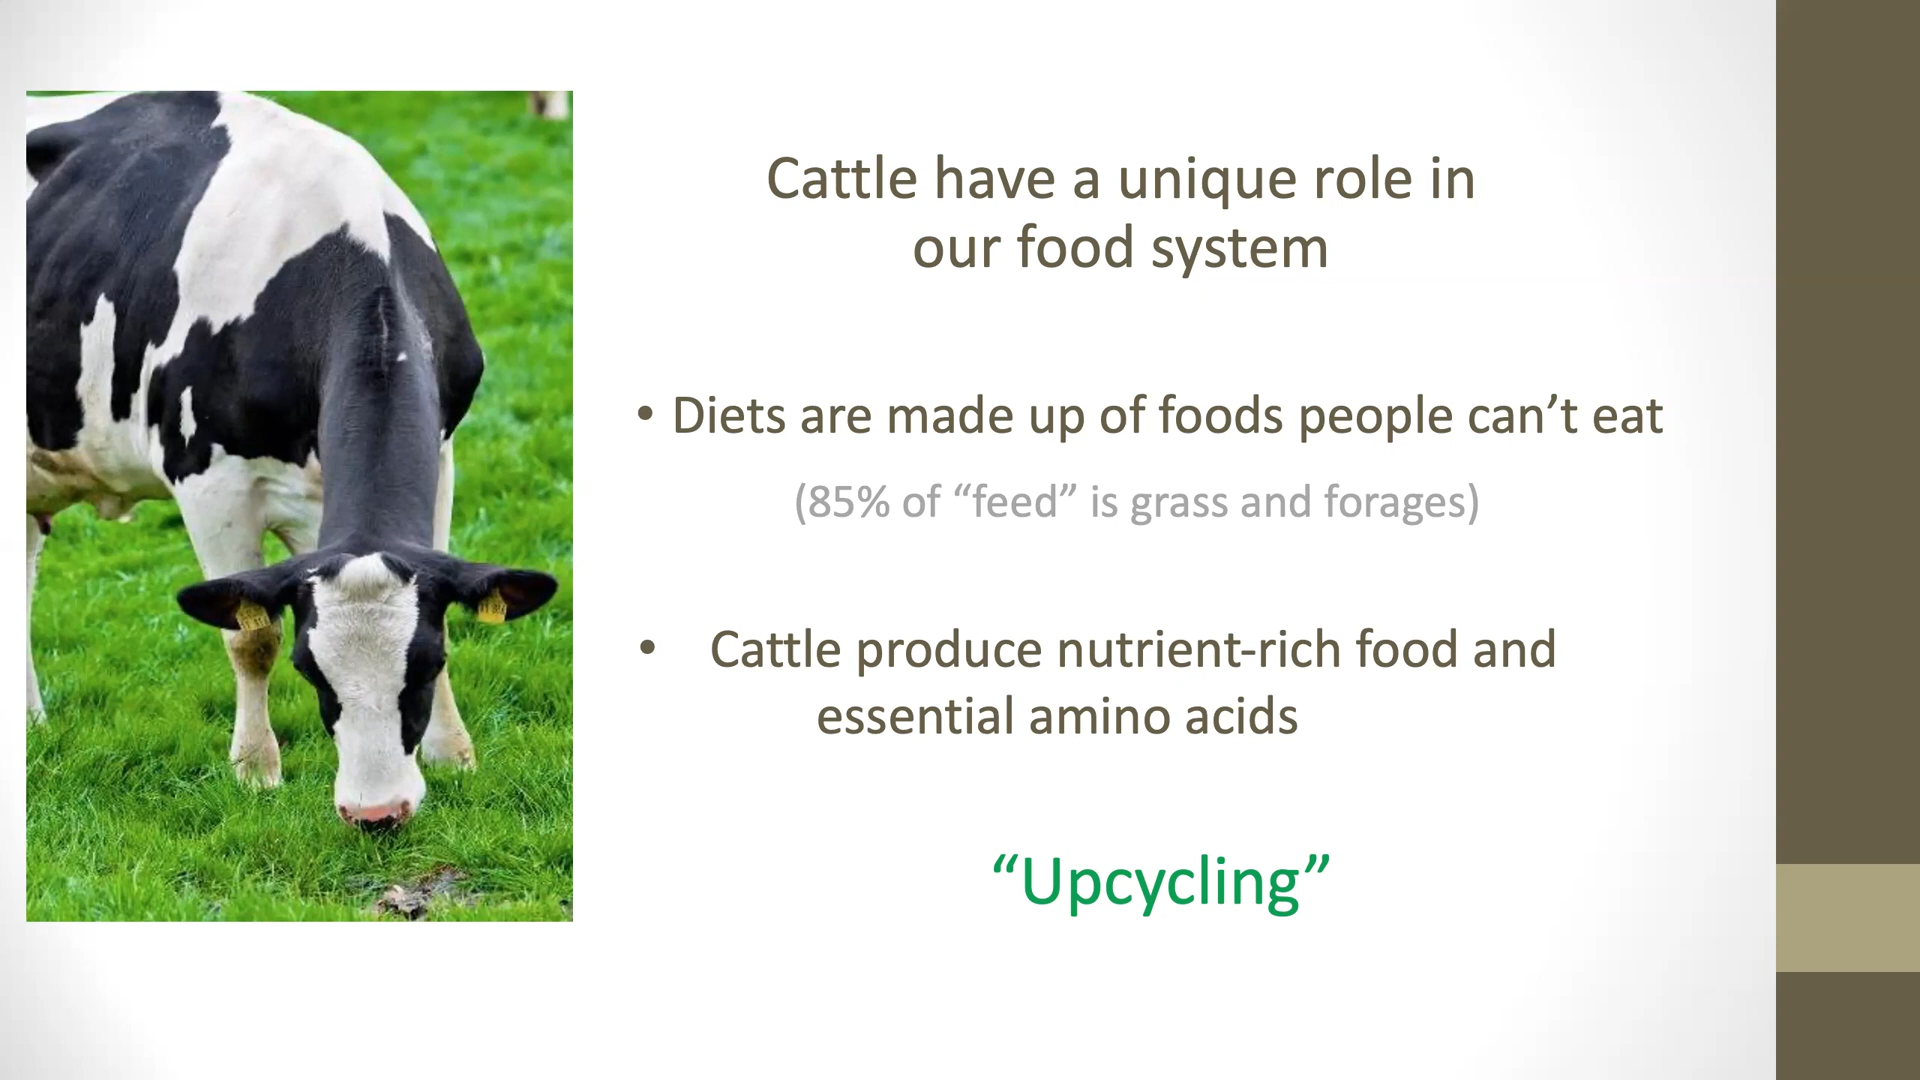 Cattle have a unique role in
our food system
• Diets are made up of foods people can’t eat
(85% of “feed” is grass and forages)
• Cattle produce nutrient-rich food and
essential amino acids
“Upcycling”